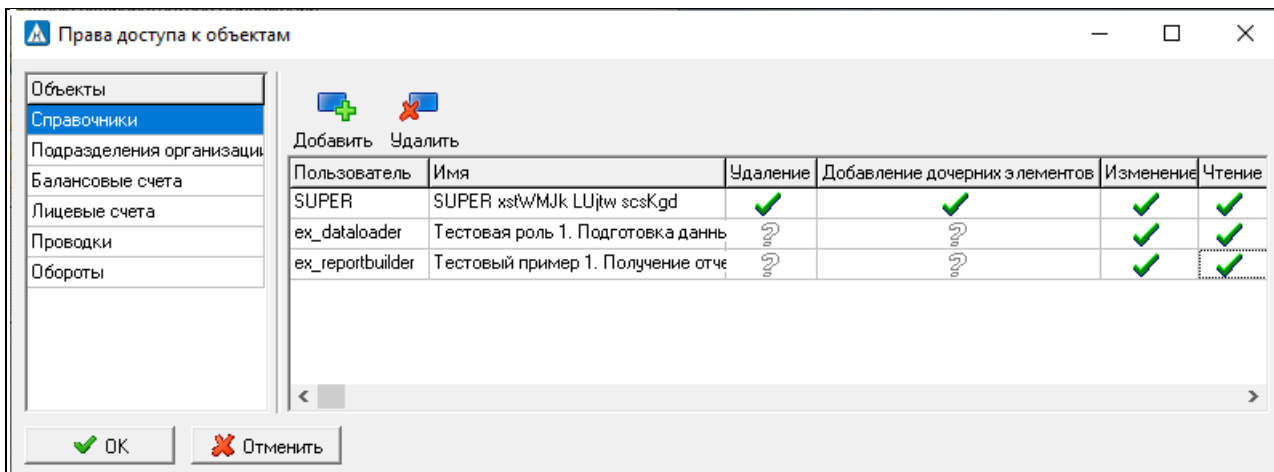 Права доступа к объектам
Объекты
Справочники
Подразделения организации
Балансовые счета
Лицевые счета
Проводки
Обороты
Добавить Удалить
Пользователь Имя Удаление Добавление дочерних элементов Изменение Чтение
SUPER SUPER xstWMJk LUjtw scsKgd
ex_dataloader Тестовая роль 1. Подготовка данны
ex_reportbuilder Тестовый пример 1. Получение отче
OK Отменить